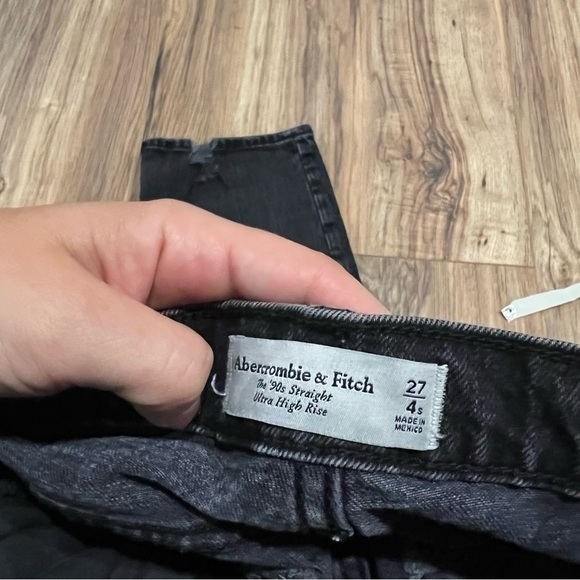 Abercrombie & Fitch
The '90s Straight
Ultra High Rise
27
4s
MADE IN
MEXICO